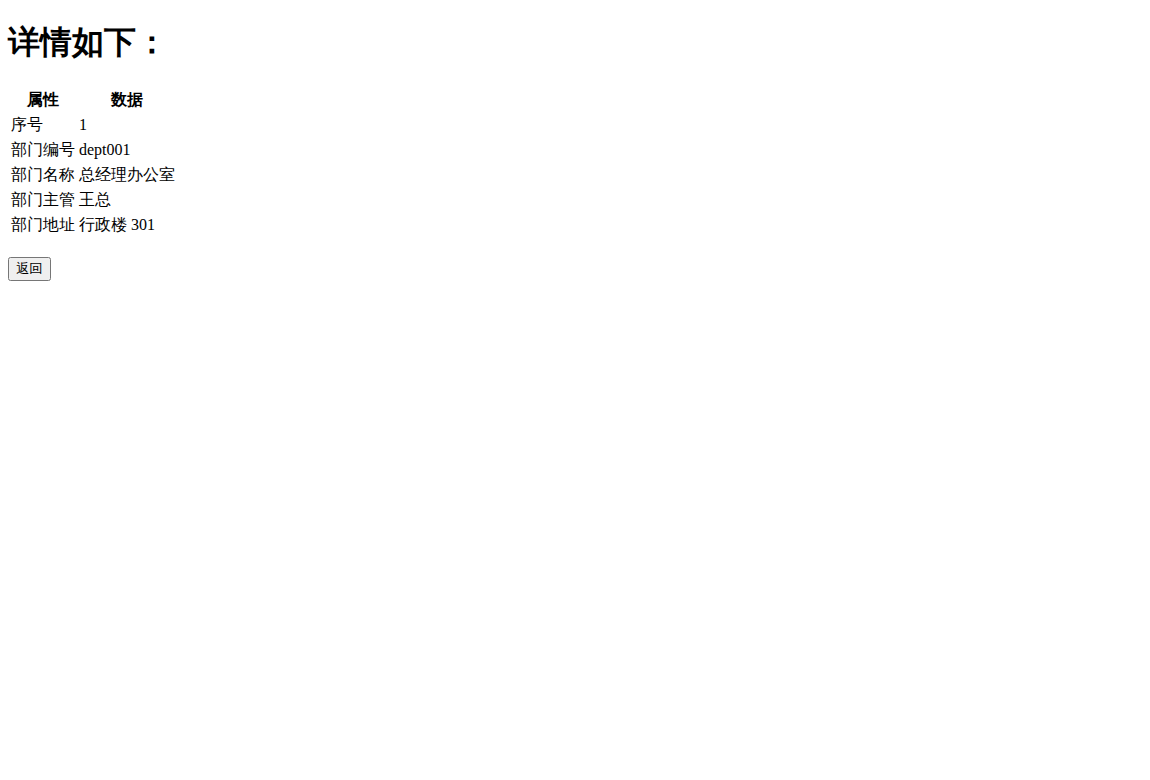 详情如下：
属性 数据
序号 1
部门编号 dept001
部门名称 总经理办公室
部门主管 王总
部门地址 行政楼 301
返回